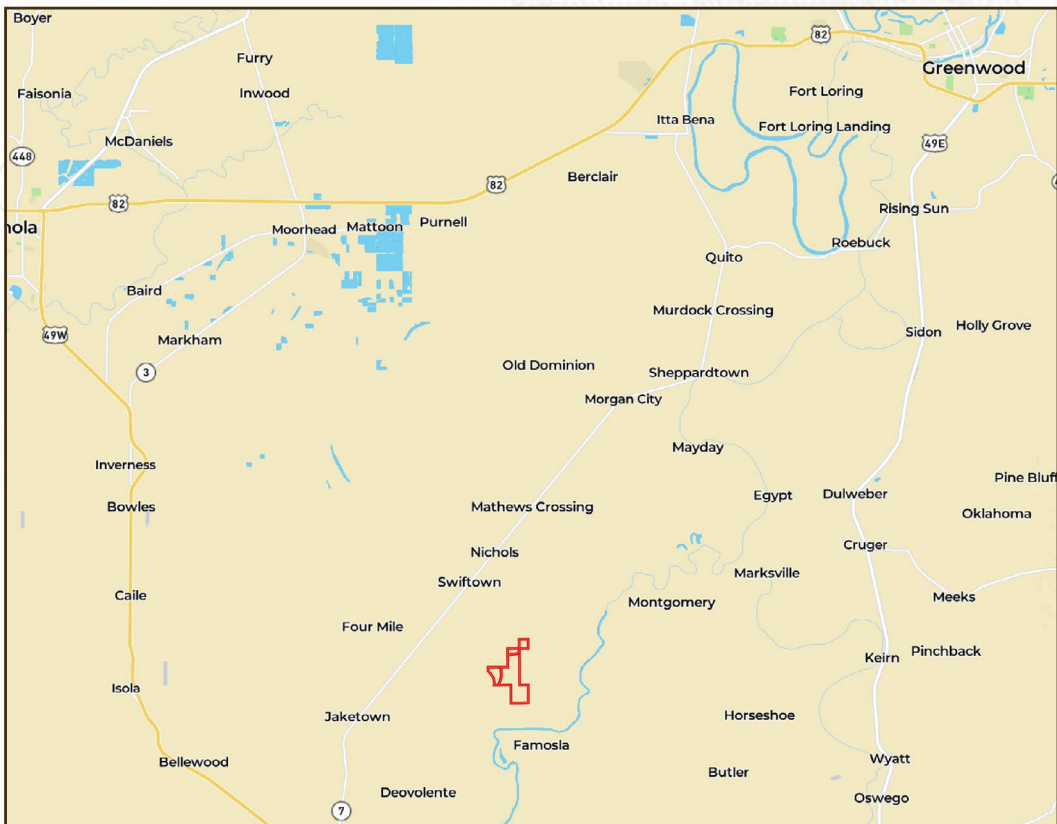 Boyer
82
Furry
Greenwood
Faisonia
Inwood
Fort Loring
Itta Bena
Fort Loring Landing
McDaniels
49E
448
Berclair
82
82
Rising Sun
nola
Moorhead
Mattoon
Purnell
Roebuck
Quito
Baird
Murdock Crossing
49W
Markham
Sidon
Holly Grove
3
Old Dominion
Sheppardtown
Morgan City
Mayday
Inverness
Pine Bluff
Egypt
Dulweber
Bowles
Mathews Crossing
Oklahoma
Cruger
Nichols
Marksville
Swiftown
Caile
Montgomery
Meeks
Four Mile
Keirn
Pinchback
Isola
Jaketown
Horseshoe
Famosla
Bellewood
Wyatt
Butler
Deovolente
Oswego
7